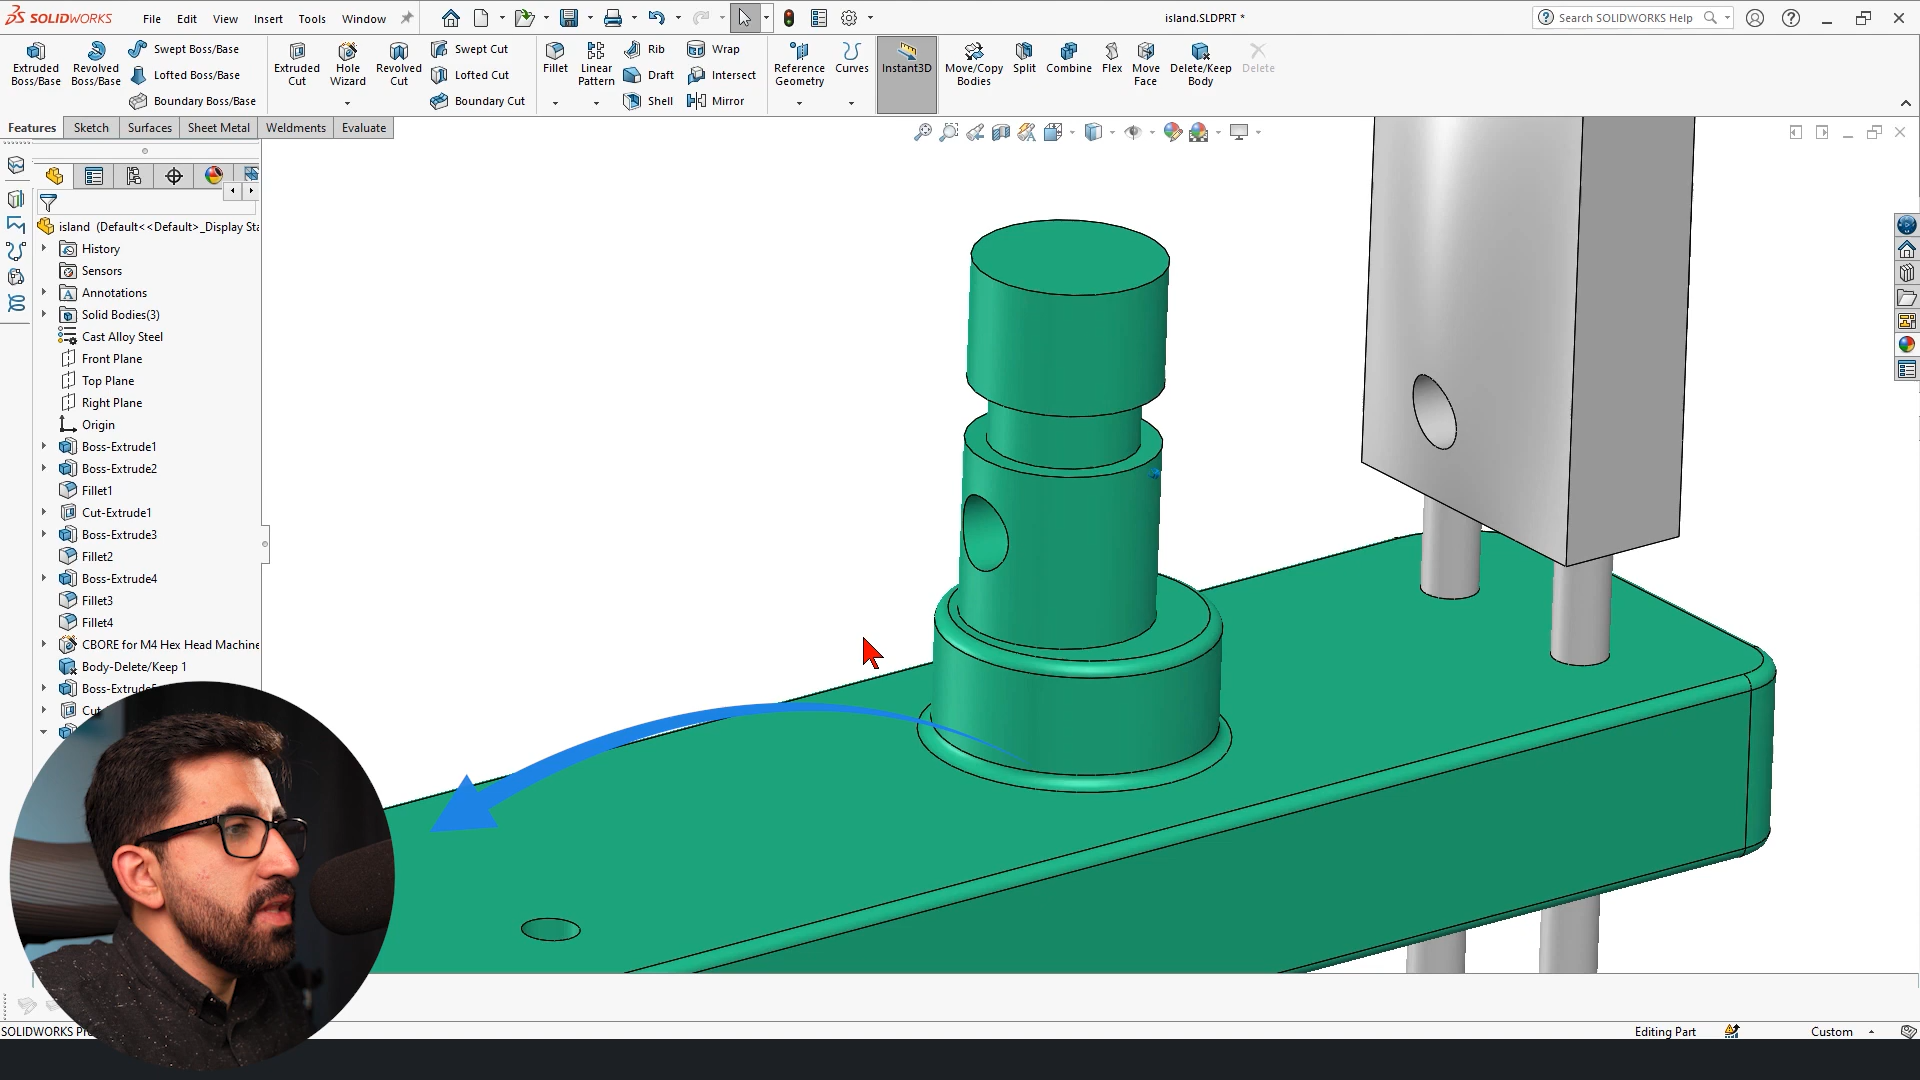 SOLIDWORKS
File
Edit
View
Insert
Tools
Window
island.SLDPRT *
Search SOLIDWORKS Help
Extruded
Boss/Base
Revolved
Boss/Base
Swept Boss/Base
Lofted Boss/Base
Boundary Boss/Base
Extruded
Cut
Hole
Wizard
Revolved
Cut
Swept Cut
Lofted Cut
Boundary Cut
Fillet
Linear
Pattern
Rib
Draft
Shell
Wrap
Intersect
Mirror
Reference
Geometry
Curves
Instant3D
Move/Copy
Bodies
Split
Combine
Flex
Move
Face
Delete/Keep
Body
Delete
Features
Sketch
Surfaces
Sheet Metal
Weldments
Evaluate
island (Default<<Default>_Display Sta
History
Sensors
Annotations
Solid Bodies(3)
Cast Alloy Steel
Front Plane
Top Plane
Right Plane
Origin
Boss-Extrude1
Boss-Extrude2
Fillet1
Cut-Extrude1
Boss-Extrude3
Fillet2
Boss-Extrude4
Fillet3
Fillet4
CBORE for M4 Hex Head Machine
Body-Delete/Keep 1
SOLIDWORKS
Editing Part
Custom